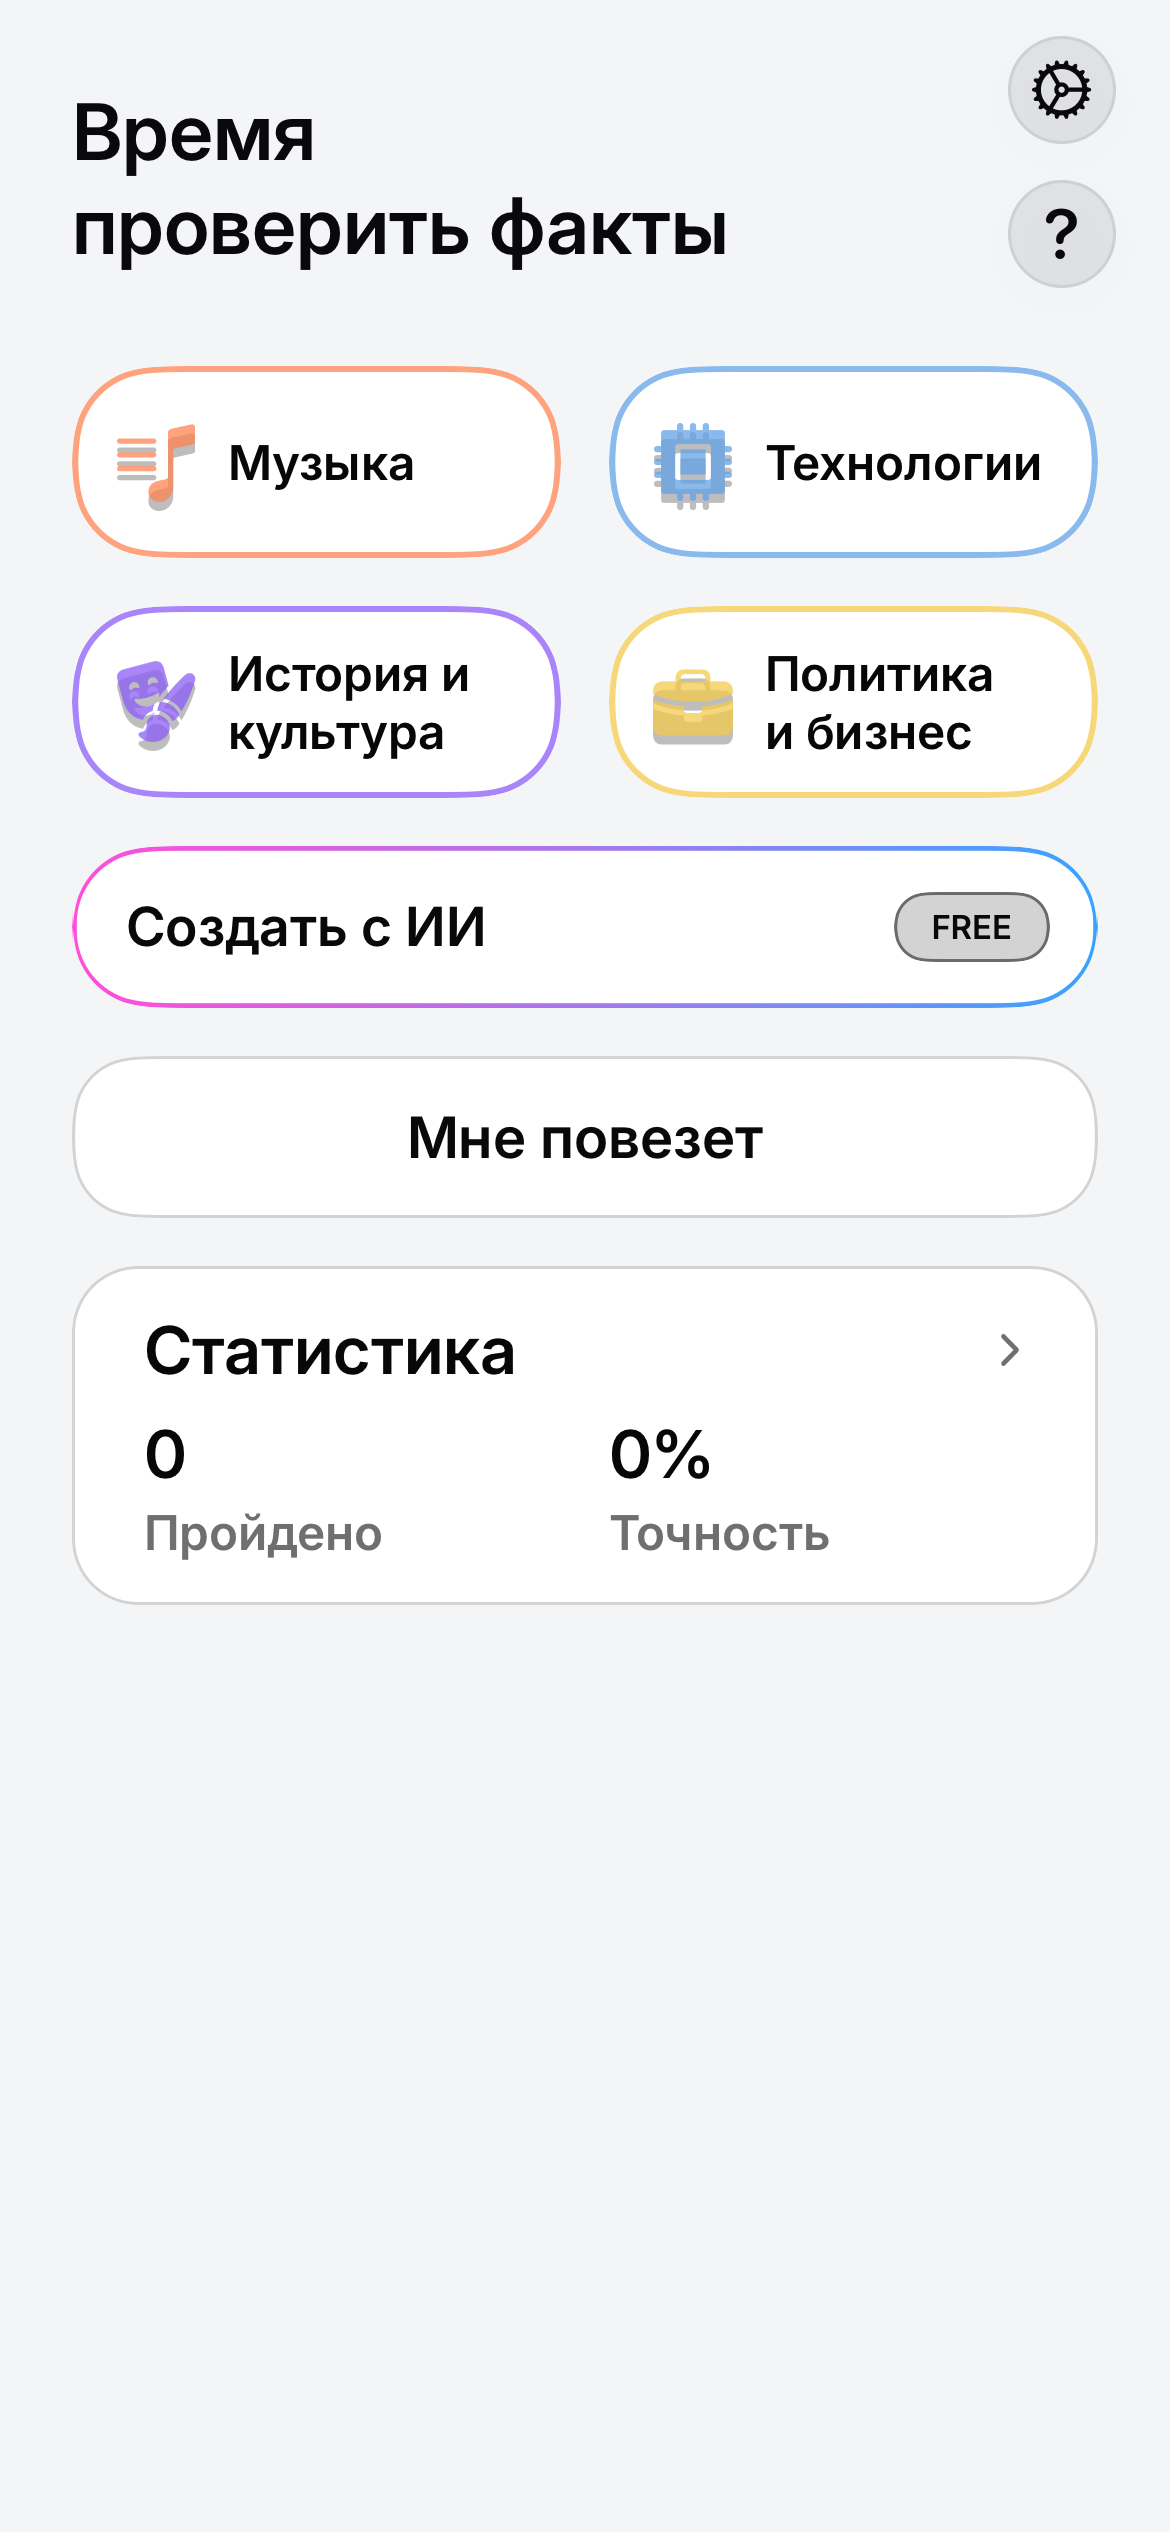 Время
проверить факты
?
Музыка
Технологии
История и
культура
Политика
и бизнес
Создать с ИИ
FREE
Мне повезет
Статистика
0
0%
Пройдено
Точность